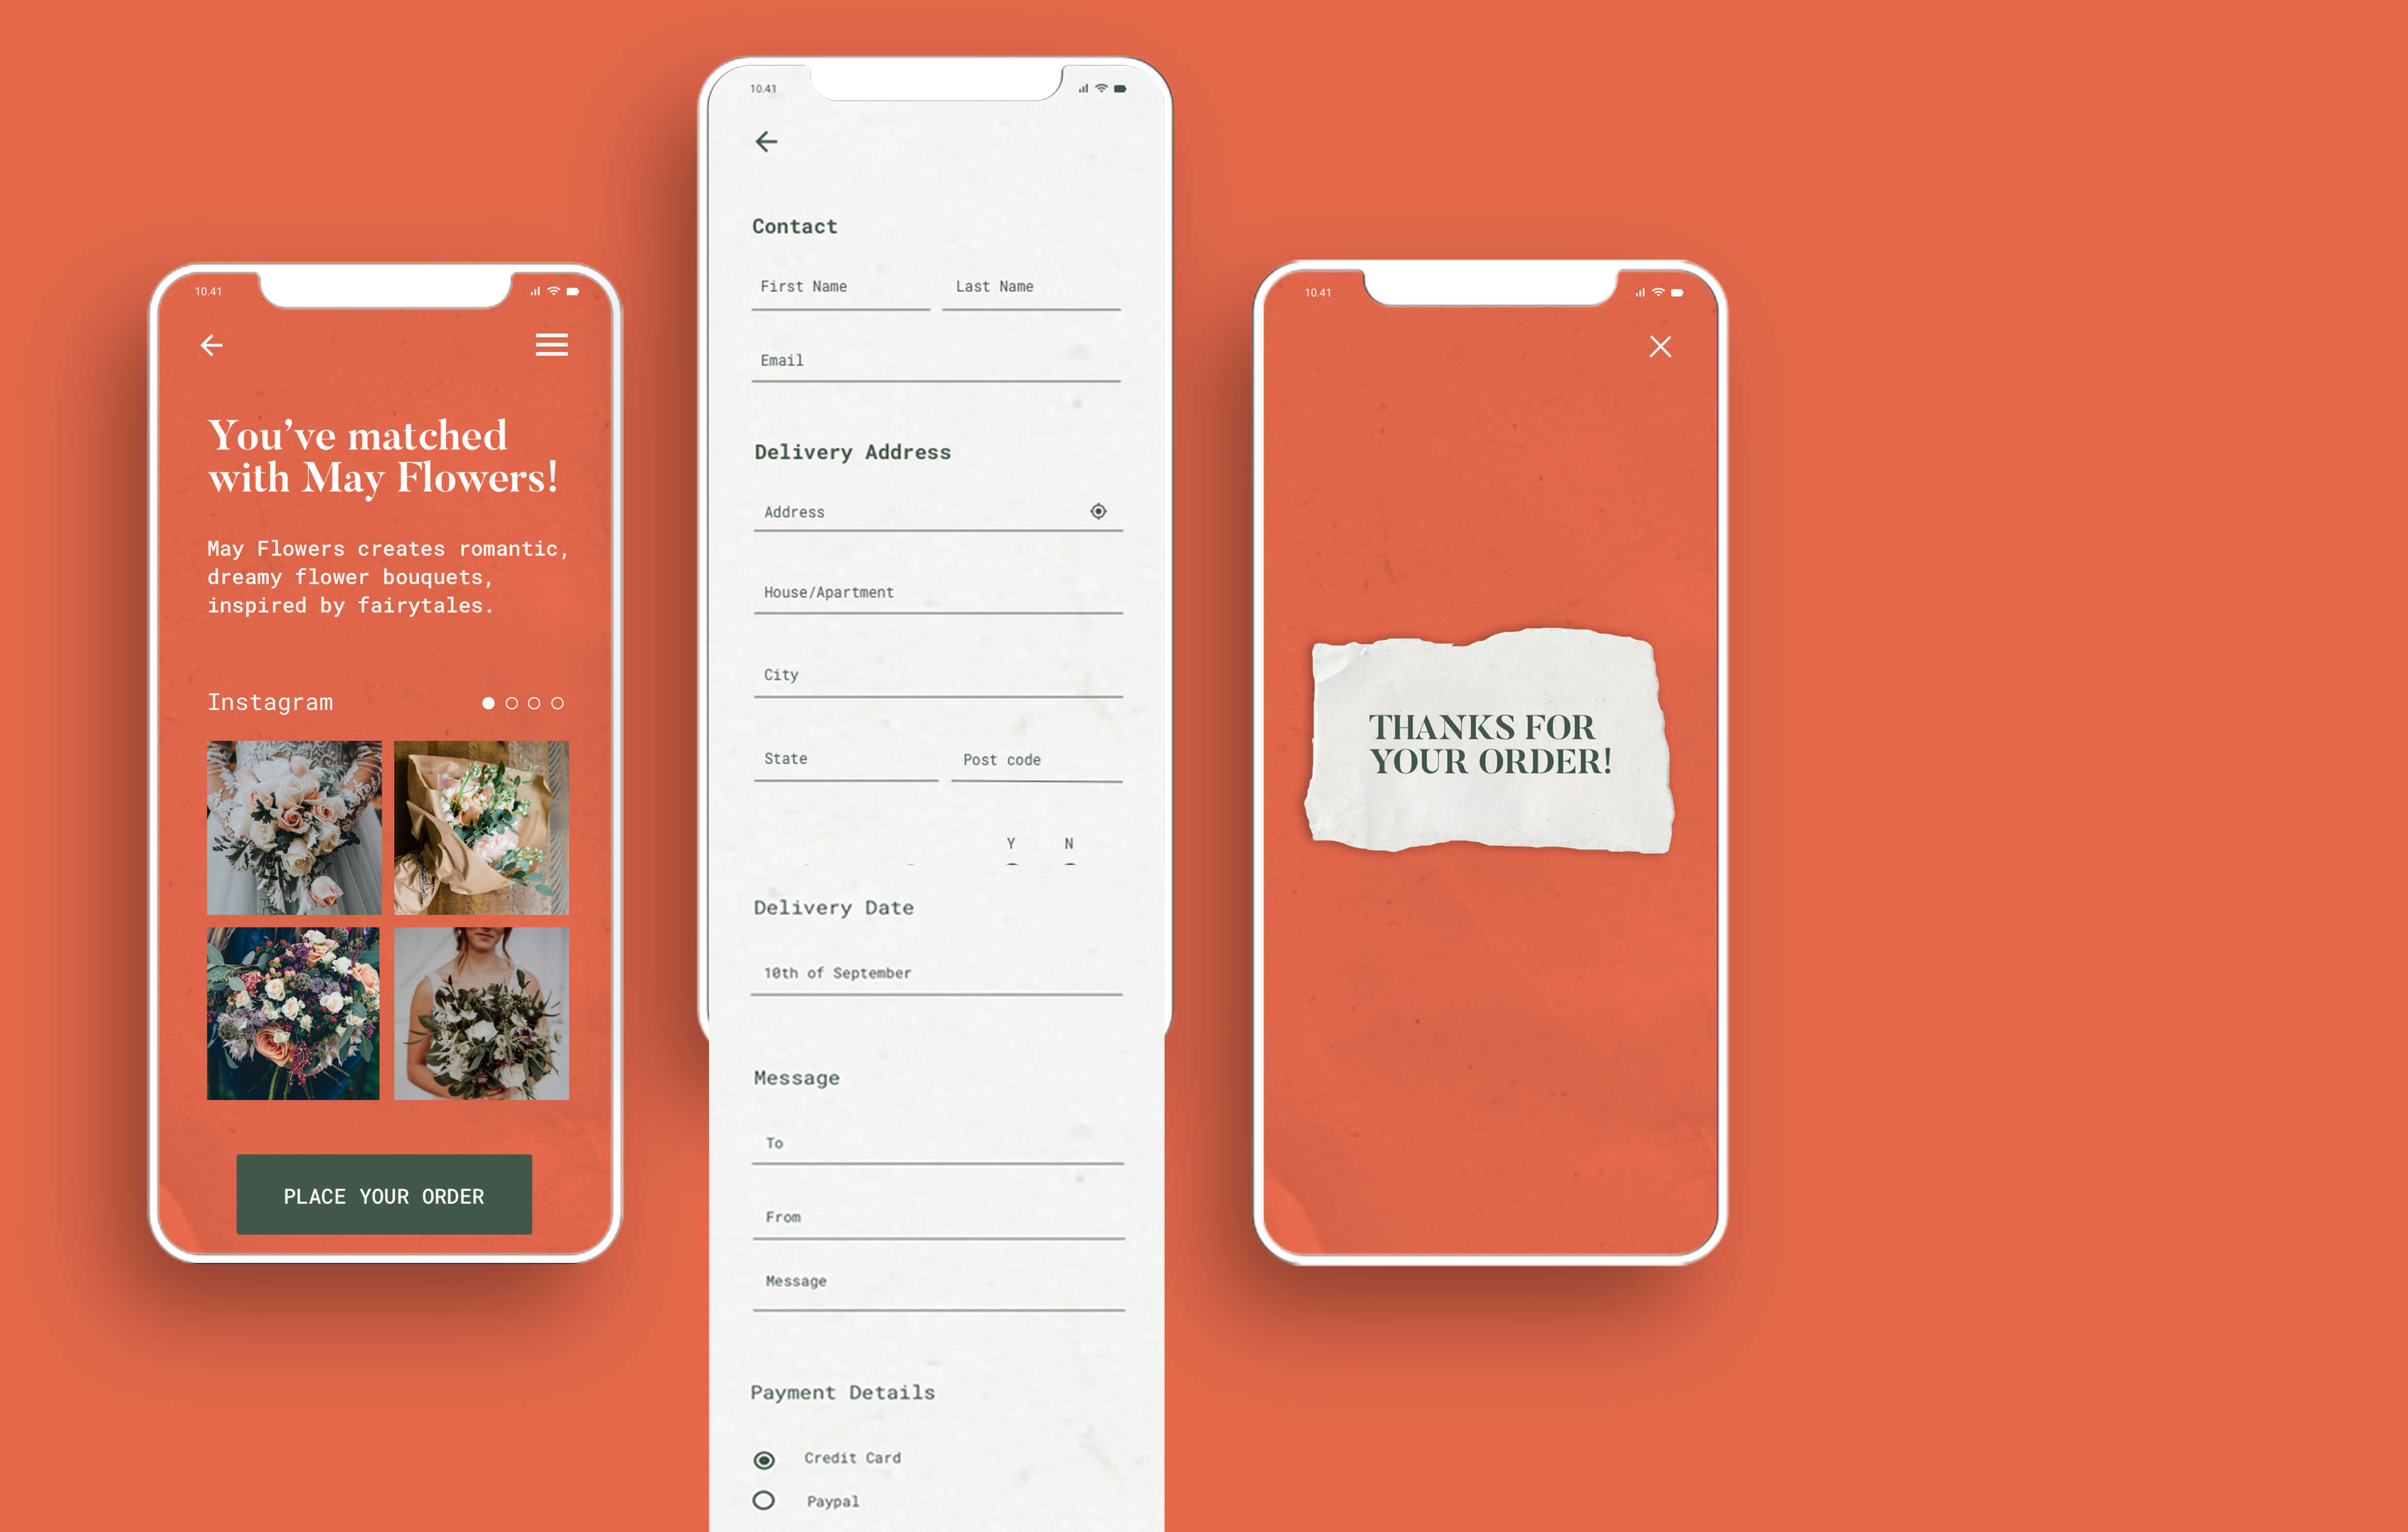 10.41
You've matched
with May Flowers!
May Flowers creates romantic,
dreamy flower bouquets,
inspired by fairytales.
Instagram
PLACE YOUR ORDER
10.41
Contact
First Name Last Name
Email
Delivery Address
Address
House/Apartment
City
State Post code
Y N
Delivery Date
10th of September
Message
To
From
Message
Payment Details
Credit Card
Paypal
10.41
THANKS FOR
YOUR ORDER!